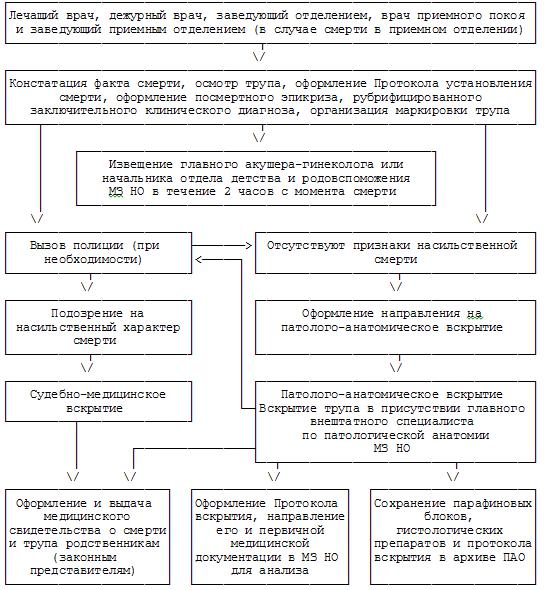 Лечащий врач, дежурный врач, заведующий отделением, врач приемного покоя
и заведующий приемным отделением (в случае смерти в приемном отделении)
Констатация факта смерти, осмотр трупа, оформление Протокола установления
смерти, оформление посмертного эпикриза, рубрифицированного
заключительного клинического диагноза, организация маркировки трупа
Извещение главного акушера-гинеколога или
начальника отдела детства и родовспоможения
МЗ НО в течение 2 часов с момента смерти
Вызов полиции (при
необходимости)
Отсутствуют признаки насильственной
смерти
Подозрение на
насильственный характер
смерти
Оформление направления на
патолого-анатомическое вскрытие
Судебно-медицинское
вскрытие
Патолого-анатомическое вскрытие
Вскрытие трупа в присутствии главного
внештатного специалиста
по патологической анатомии
МЗ НО
Оформление и выдача
медицинского
свидетельства о смерти
и трупа родственникам
(законным
представителям)
Оформление Протокола
вскрытия, направление
его и первичной
медицинской
документации в МЗ НО
для анализа
Сохранение парафиновых
блоков,
гистологических
препаратов и протокола
вскрытия в архиве ПАО